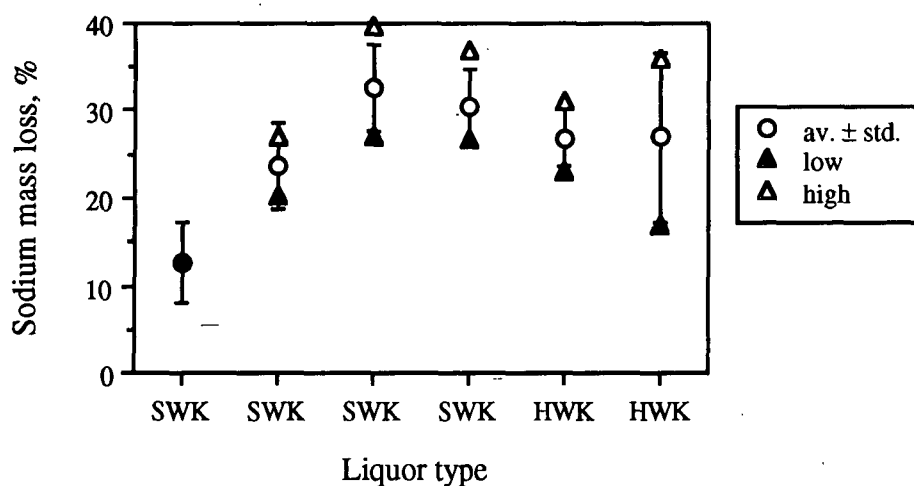 Sodium mass loss, %
40
30
20
10
0
SWK SWK SWK SWK HWK HWK
Liquor type
av. ± std.
low
high